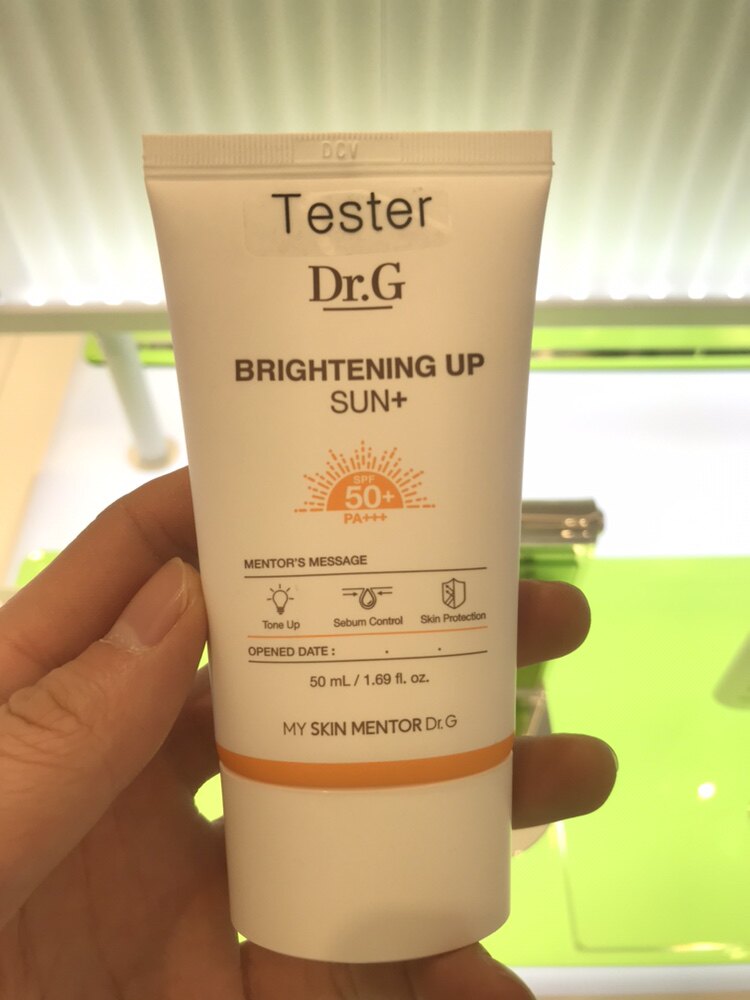 DCV
Tester
Dr.G
BRIGHTENING UP
SUN+
SPF
50+
PA+++
MENTOR'S MESSAGE
Tone Up
Sebum Control
Skin Protection
OPENED DATE : . .
50 mL / 1.69 fl. oz.
MY SKIN MENTOR Dr.G